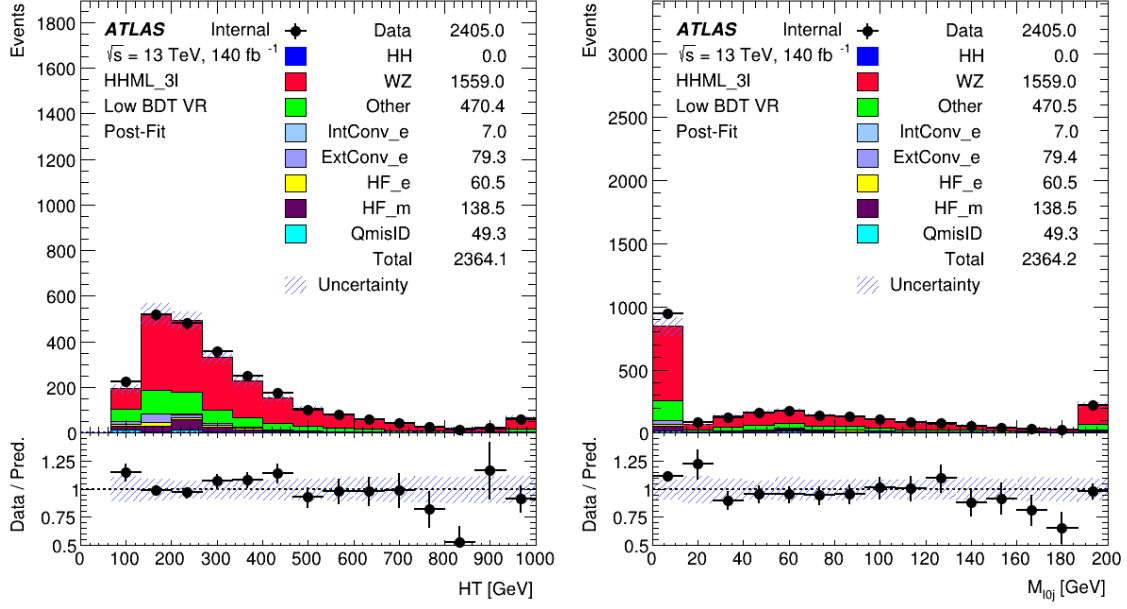 Events
1800
1600
1400
1200
1000
800
600
400
200
0
ATLAS Internal
√s = 13 TeV, 140 fb⁻¹
HHML_3l
Low BDT VR
Post-Fit
Data 2405.0
HH 0.0
WZ 1559.0
Other 470.4
IntConv_e 7.0
ExtConv_e 79.3
HF_e 60.5
HF_m 138.5
QmisID 49.3
Total 2364.1
Uncertainty
Data / Pred.
1.25
1
0.75
0.5
0 100 200 300 400 500 600 700 800 900 1000
HT [GeV]
Events
3200
3000
2500
2000
1500
1000
500
0
ATLAS Internal
√s = 13 TeV, 140 fb⁻¹
HHML_3l
Low BDT VR
Post-Fit
Data 2405.0
HH 0.0
WZ 1559.0
Other 470.5
IntConv_e 7.0
ExtConv_e 79.4
HF_e 60.5
HF_m 138.5
QmisID 49.3
Total 2364.2
Uncertainty
Data / Pred.
1.25
1
0.75
0.5
0 20 40 60 80 100 120 140 160 180 200
M_l0j [GeV]